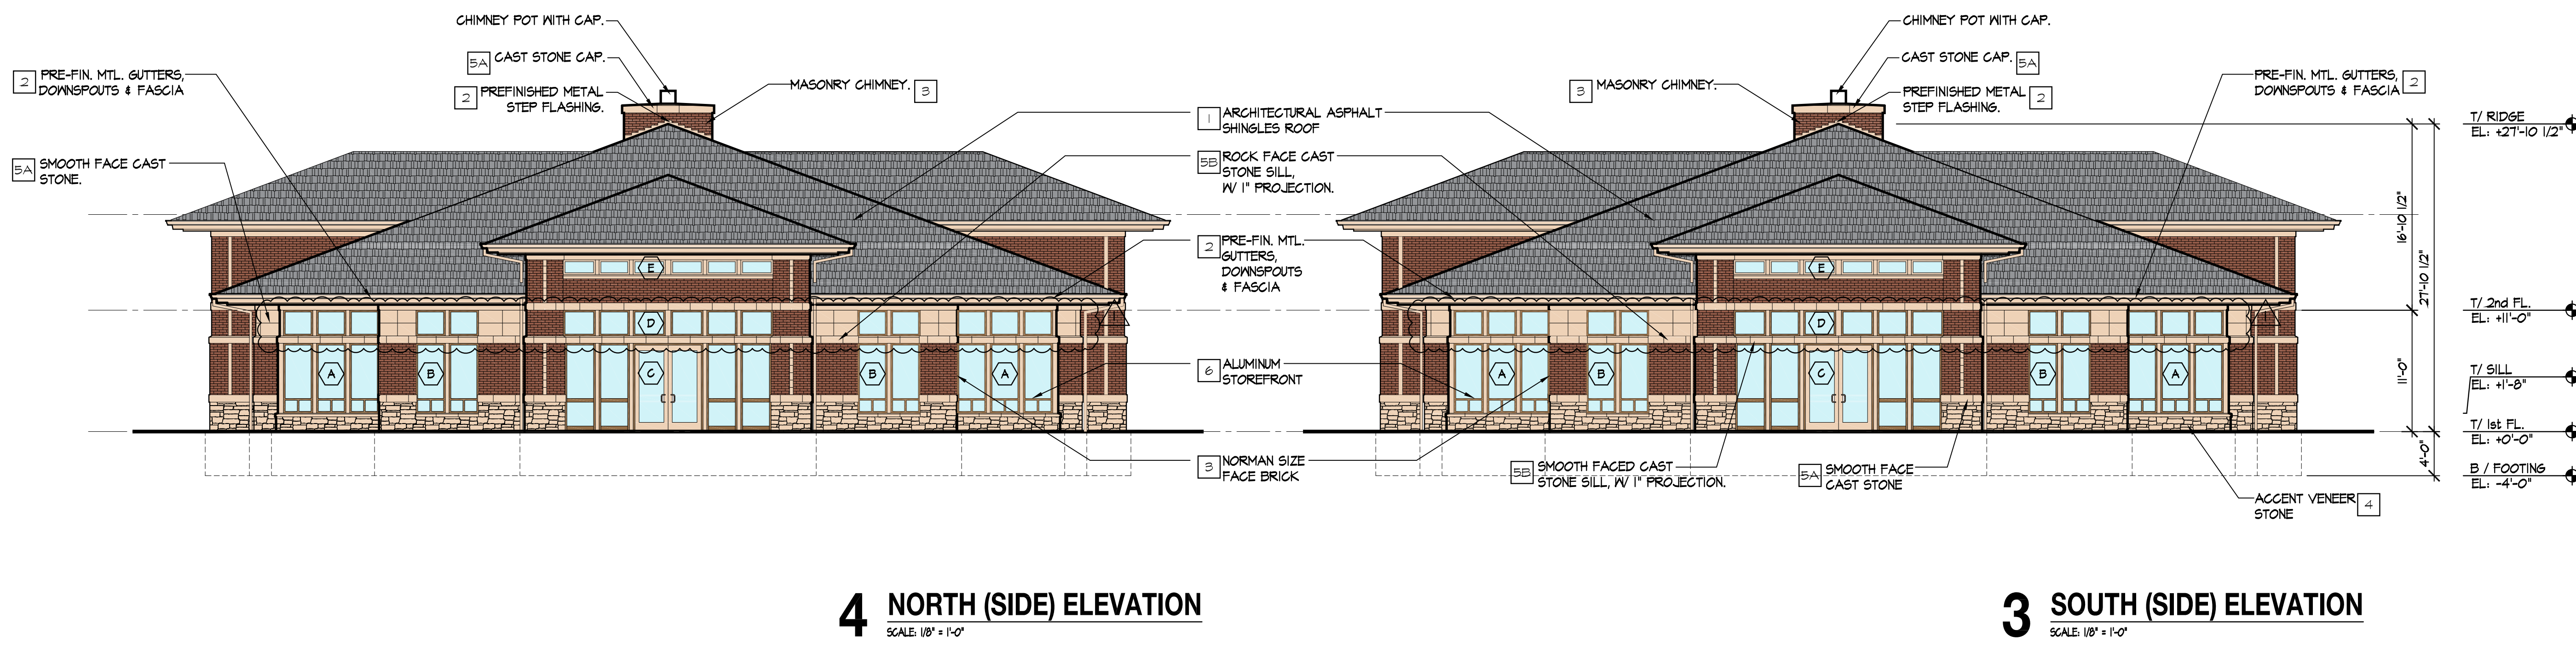 CHIMNEY POT WITH CAP.
5A CAST STONE CAP.
2 PRE-FIN. MTL. GUTTERS,
DOWNSPOUTS & FASCIA
2 PREFINISHED METAL
STEP FLASHING.
MASONRY CHIMNEY. 3
5A SMOOTH FACE CAST
STONE.
1 ARCHITECTURAL ASPHALT
SHINGLES ROOF
5B ROCK FACE CAST
STONE SILL,
W/ 1" PROJECTION.
2 PRE-FIN. MTL.
GUTTERS,
DOWNSPOUTS
& FASCIA
6 ALUMINUM
STOREFRONT
3 NORMAN SIZE
FACE BRICK
E
D
A B C B A
CHIMNEY POT WITH CAP.
CAST STONE CAP. 5A
3 MASONRY CHIMNEY.
PREFINISHED METAL 2
STEP FLASHING.
PRE-FIN. MTL. GUTTERS, 2
DOWNSPOUTS & FASCIA
E
D
A B C B A
5B SMOOTH FACED CAST
STONE SILL, W/ 1" PROJECTION.
5A SMOOTH FACE
CAST STONE
ACCENT VENEER 4
STONE
16'-10 1/2"
27'-10 1/2"
11'-0"
4'-0"
T/ RIDGE
EL: +27'-10 1/2"
T/ 2nd FL.
EL: +11'-0"
T/ SILL
EL: +1'-8"
T/ 1st FL.
EL: +0'-0"
B / FOOTING
EL: -4'-0"
4 NORTH (SIDE) ELEVATION
SCALE: 1/8" = 1'-0"
3 SOUTH (SIDE) ELEVATION
SCALE: 1/8" = 1'-0"